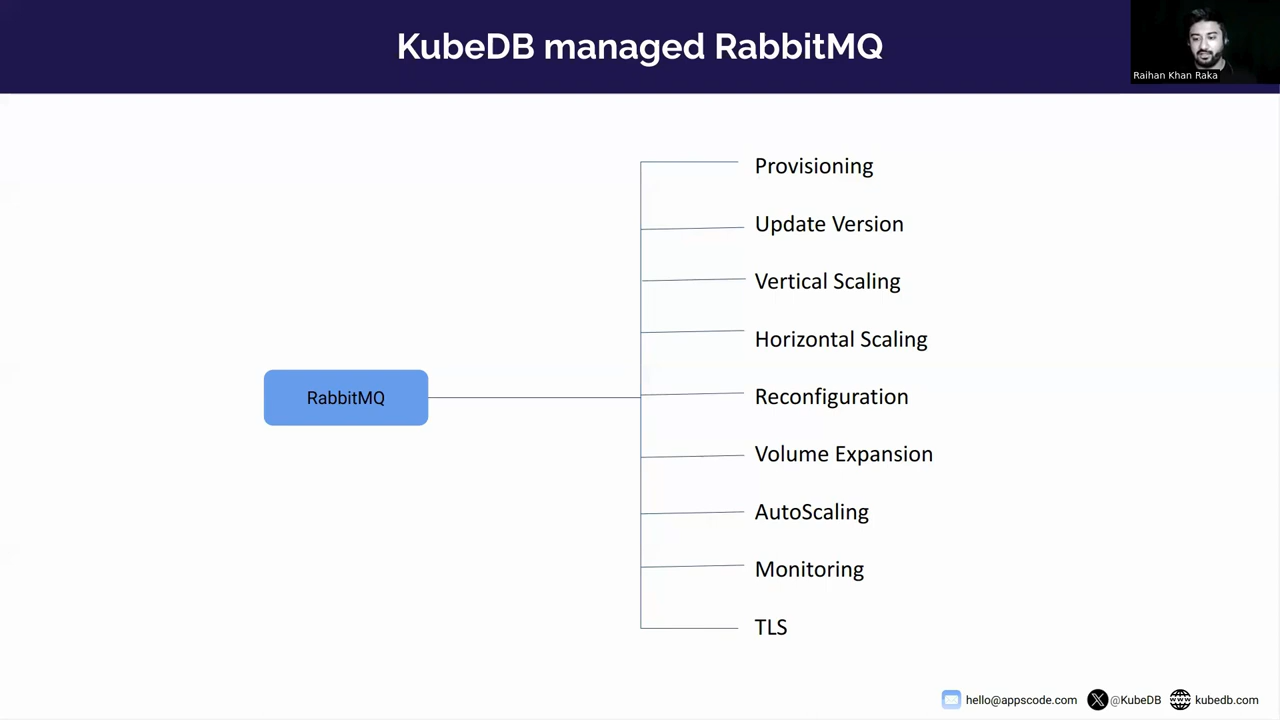 KubeDB managed RabbitMQ
Raihan Khan Raka
Provisioning
Update Version
Vertical Scaling
Horizontal Scaling
RabbitMQ
Reconfiguration
Volume Expansion
AutoScaling
Monitoring
TLS
hello@appscode.com @KubeDB kubedb.com